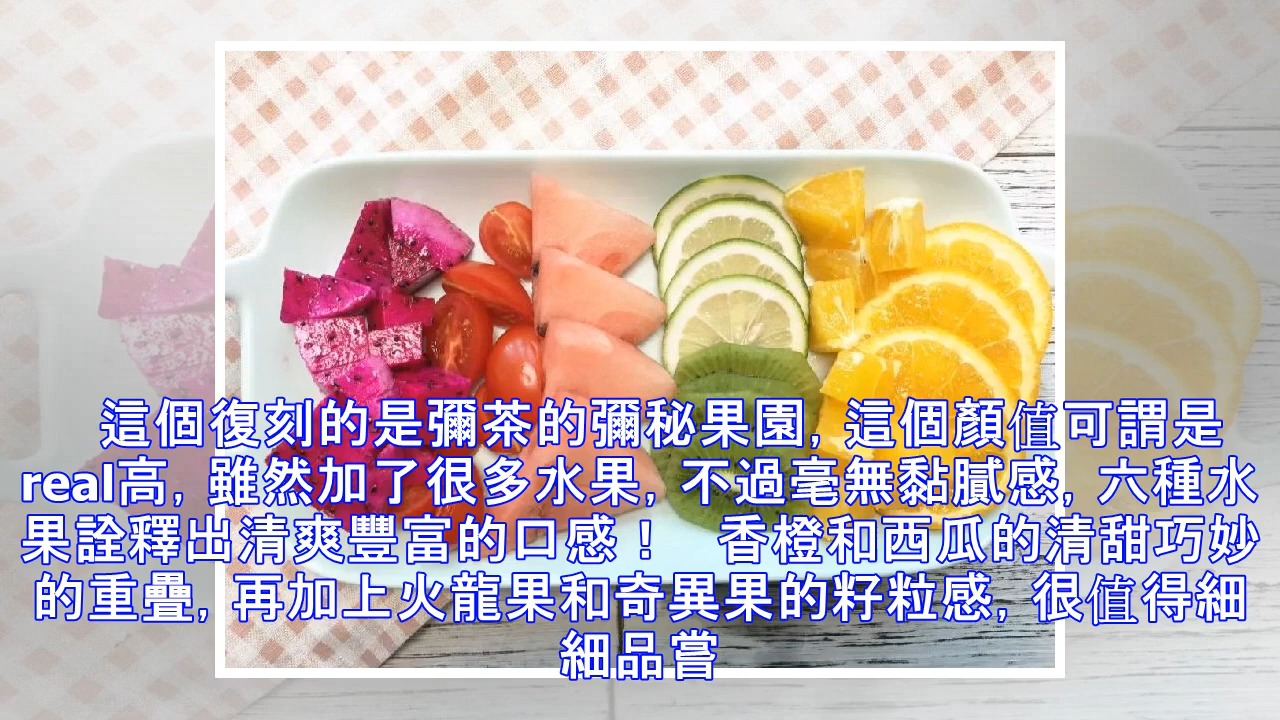 這個復刻的是彌茶的彌秘果園, 這個顏值可謂是
real高, 雖然加了很多水果, 不過毫無黏膩感, 六種水
果詮釋出清爽豐富的口感！　香橙和西瓜的清甜巧妙
的重疊, 再加上火龍果和奇異果的籽粒感, 很值得細
細品嘗